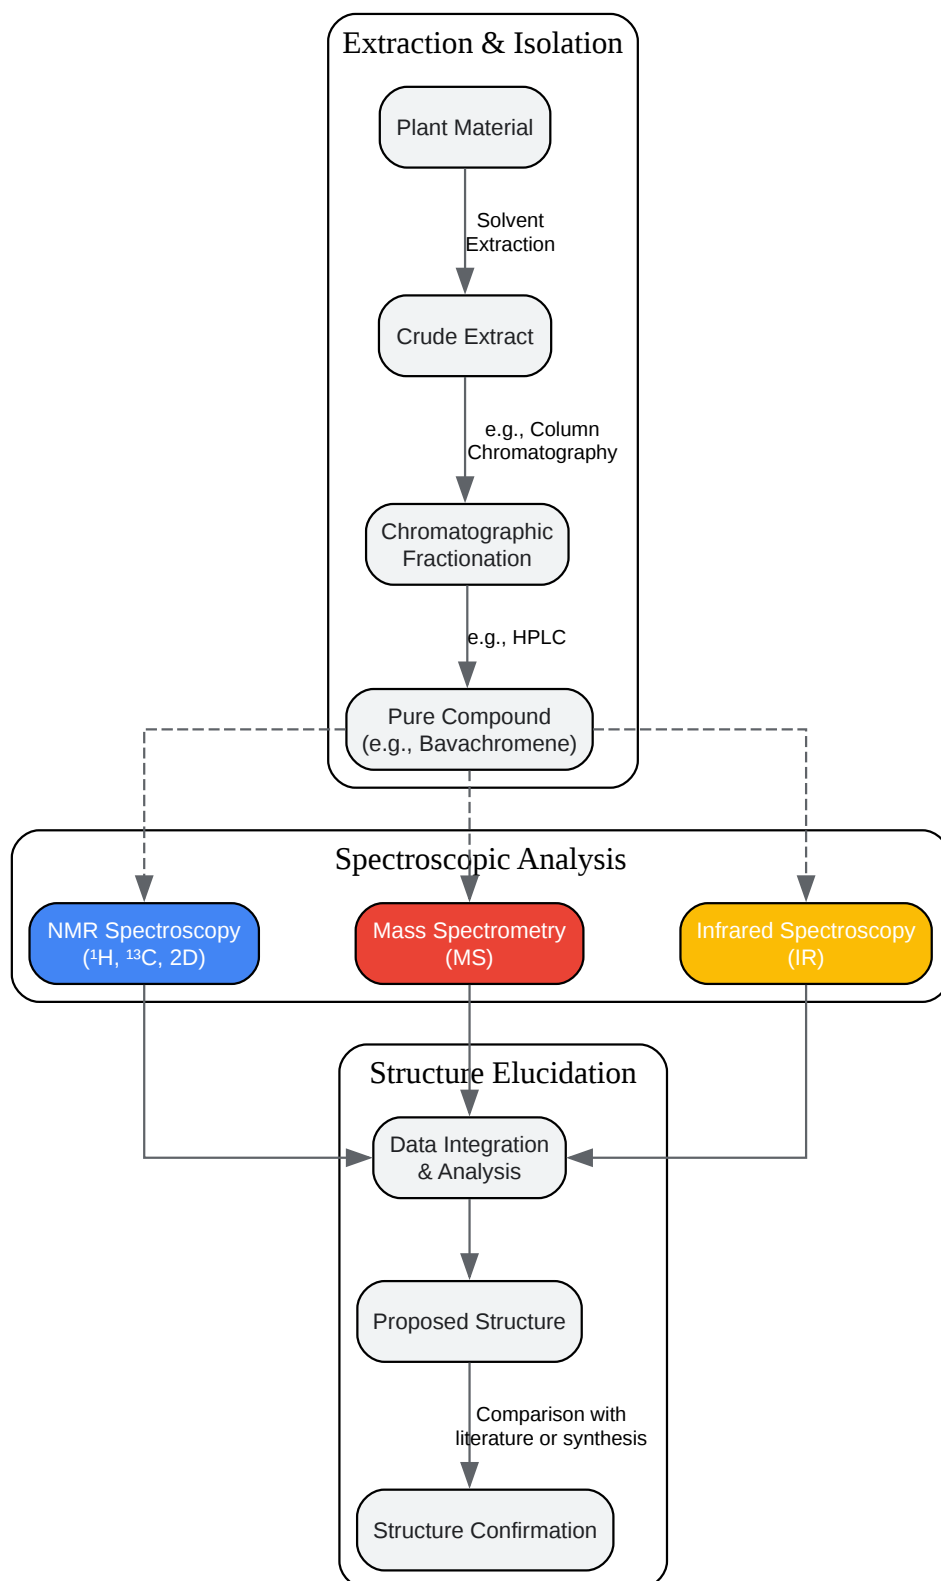 Extraction & Isolation
Plant Material
Solvent
Extraction
Crude Extract
e.g., Column
Chromatography
Chromatographic
Fractionation
e.g., HPLC
Pure Compound
(e.g., Bavachromene)
Spectroscopic Analysis
NMR Spectroscopy
(¹H, ¹³C, 2D)
Mass Spectrometry
(MS)
Infrared Spectroscopy
(IR)
Structure Elucidation
Data Integration
& Analysis
Proposed Structure
Comparison with
literature or synthesis
Structure Confirmation